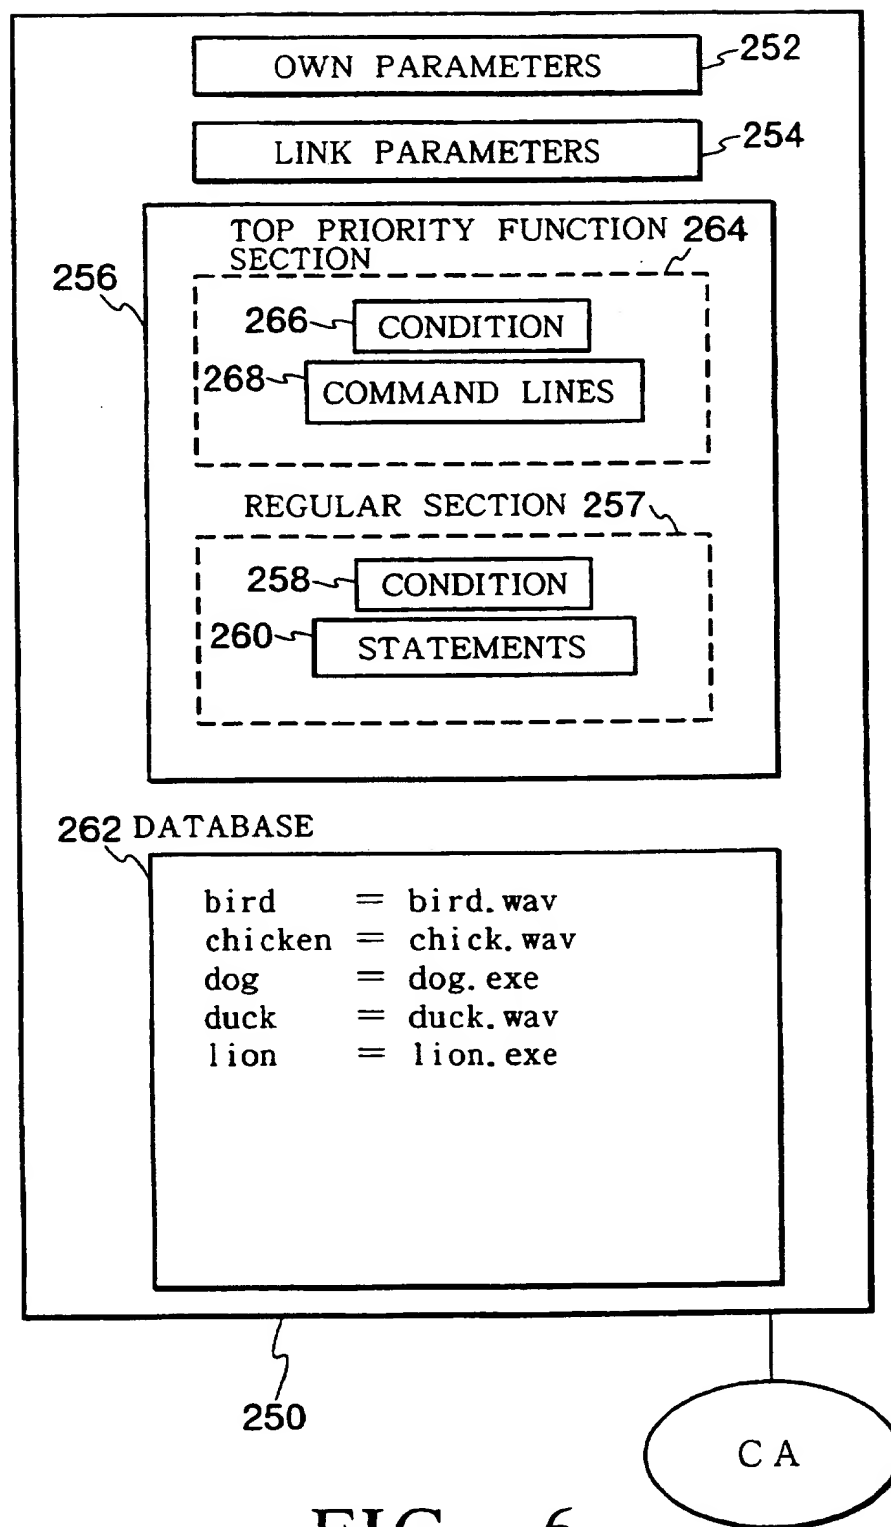 OWN PARAMETERS 252
LINK PARAMETERS 254
TOP PRIORITY FUNCTION 264
SECTION
256
266 CONDITION
268 COMMAND LINES
REGULAR SECTION 257
258 CONDITION
260 STATEMENTS
262 DATABASE
bird = bird.wav
chicken = chick.wav
dog = dog.exe
duck = duck.wav
lion = lion.exe
250
CA
FIG. 6